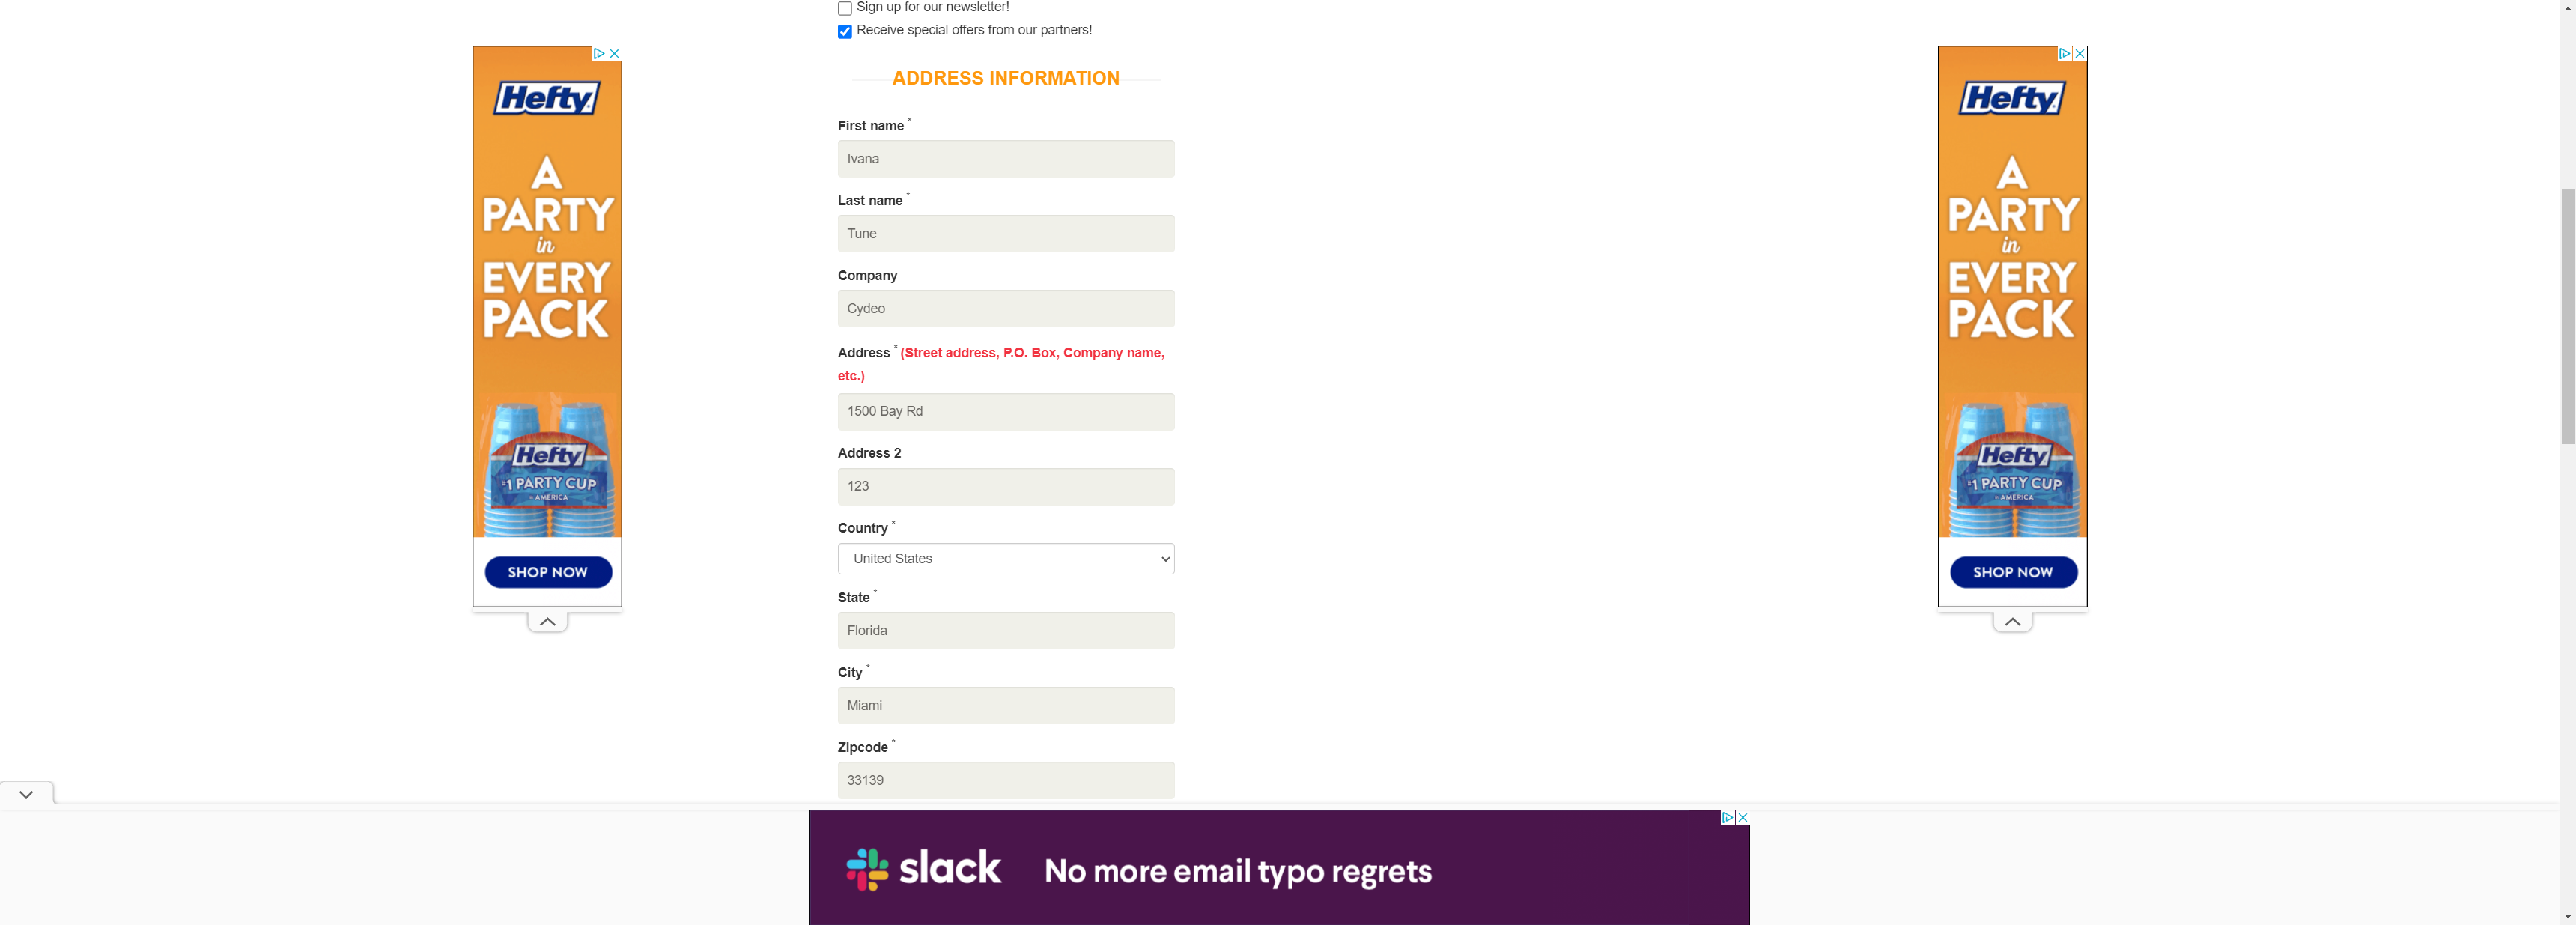 Sign up for our newsletter!
Receive special offers from our partners!
ADDRESS INFORMATION
First name *
Ivana
Last name *
Tune
Company
Cydeo
Address * (Street address, P.O. Box, Company name,
etc.)
1500 Bay Rd
Address 2
123
Country *
United States
State *
Florida
City *
Miami
Zipcode *
33139
Hefty
A
PARTY
in
EVERY
PACK
Hefty
#1 PARTY CUP
in AMERICA
SHOP NOW
Hefty
A
PARTY
in
EVERY
PACK
Hefty
#1 PARTY CUP
in AMERICA
SHOP NOW
slack No more email typo regrets